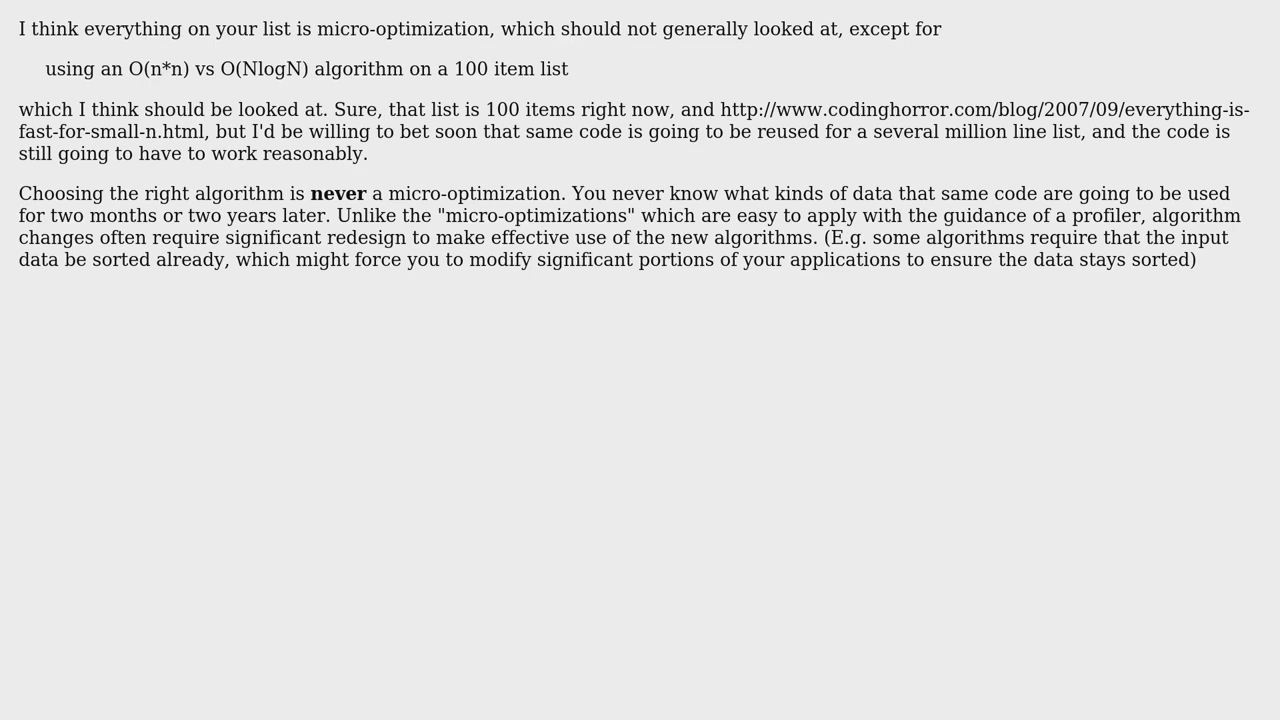 I think everything on your list is micro-optimization, which should not generally looked at, except for
using an O(n*n) vs O(NlogN) algorithm on a 100 item list
which I think should be looked at. Sure, that list is 100 items right now, and http://www.codinghorror.com/blog/2007/09/everything-is-
fast-for-small-n.html, but I'd be willing to bet soon that same code is going to be reused for a several million line list, and the code is
still going to have to work reasonably.
Choosing the right algorithm is never a micro-optimization. You never know what kinds of data that same code are going to be used
for two months or two years later. Unlike the "micro-optimizations" which are easy to apply with the guidance of a profiler, algorithm
changes often require significant redesign to make effective use of the new algorithms. (E.g. some algorithms require that the input
data be sorted already, which might force you to modify significant portions of your applications to ensure the data stays sorted)